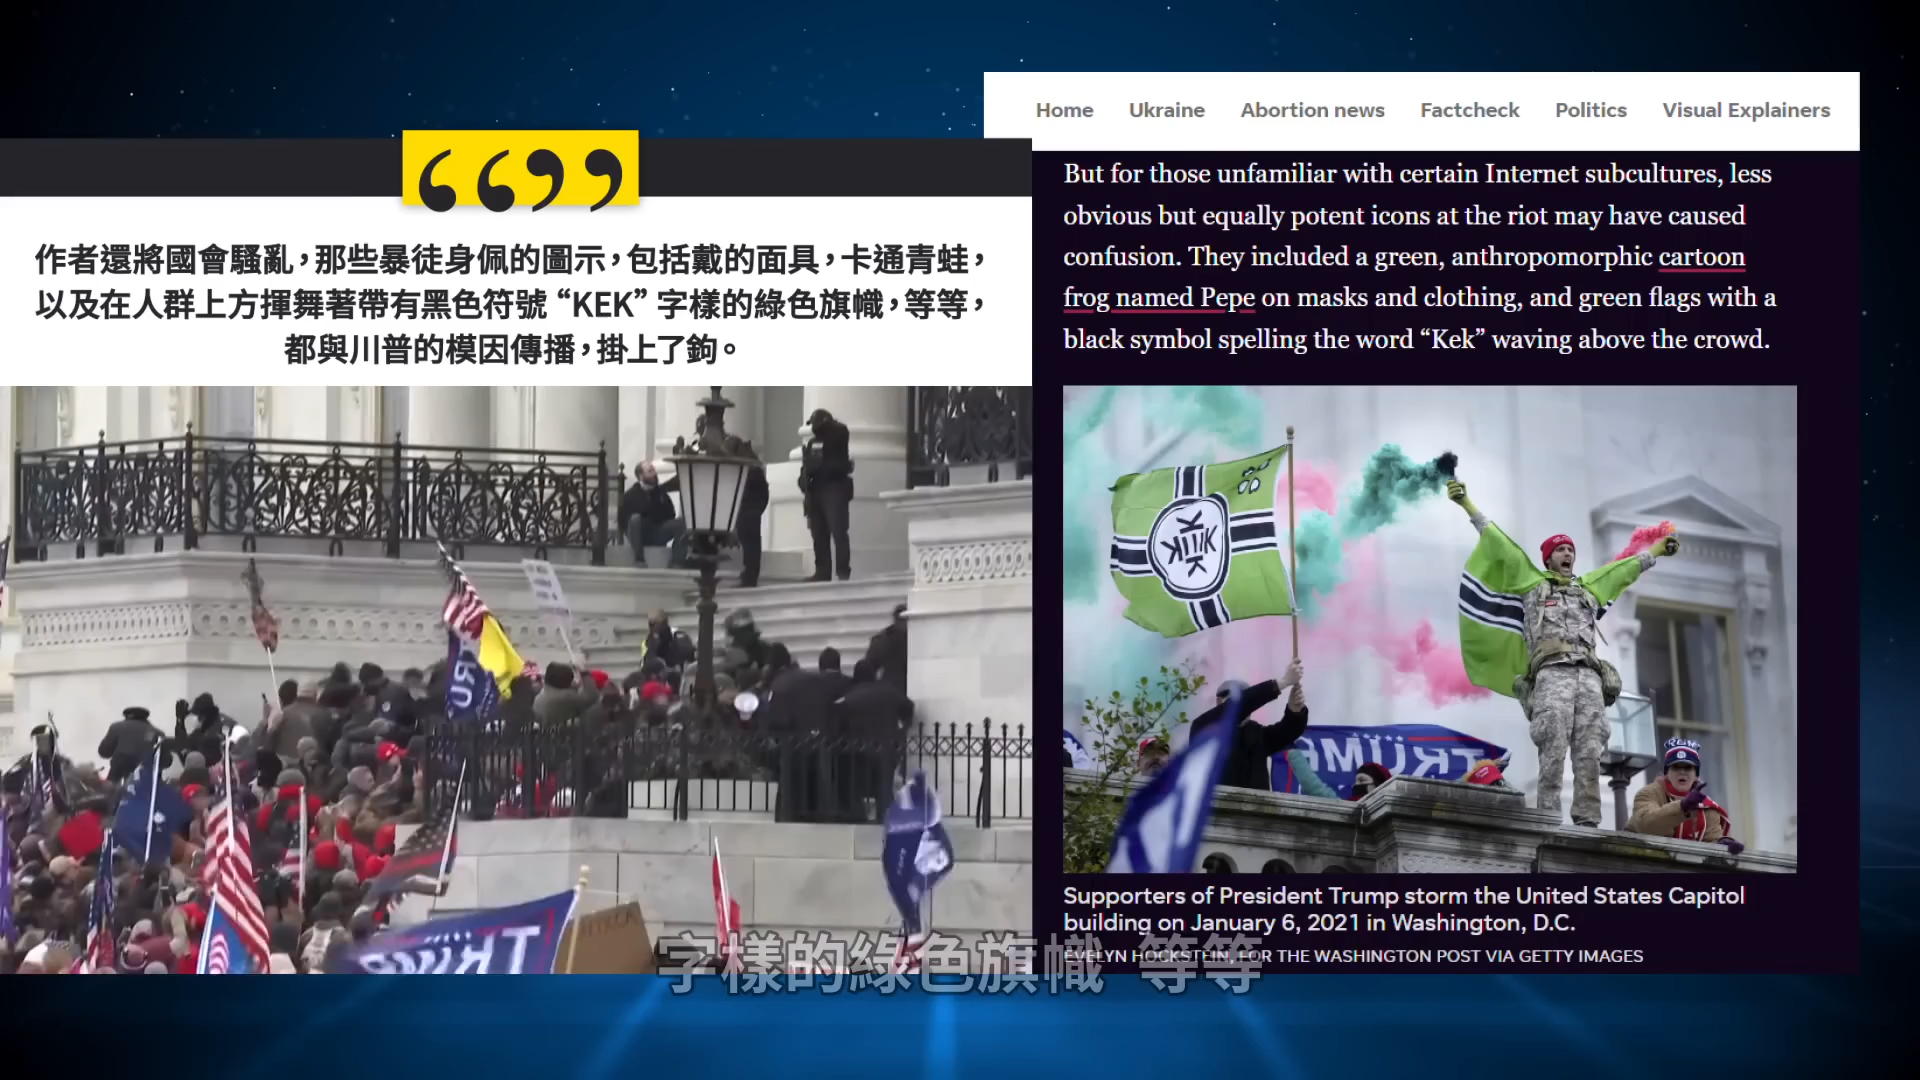 Home Ukraine Abortion news Factcheck Politics Visual Explainers
作者還將國會騷亂，那些暴徒身佩的圖示，包括戴的面具，卡通青蛙，
以及在人群上方揮舞著帶有黑色符號 “KEK” 字樣的綠色旗幟，等等，
都與川普的模因傳播，掛上了鉤。
But for those unfamiliar with certain Internet subcultures, less
obvious but equally potent icons at the riot may have caused
confusion. They included a green, anthropomorphic cartoon
frog named Pepe on masks and clothing, and green flags with a
black symbol spelling the word “Kek” waving above the crowd.
TRUMP
TRUMP
Supporters of President Trump storm the United States Capitol
building on January 6, 2021 in Washington, D.C.
EVELYN HOCKSTEIN, FOR THE WASHINGTON POST VIA GETTY IMAGES
字樣的綠色旗幟 等等